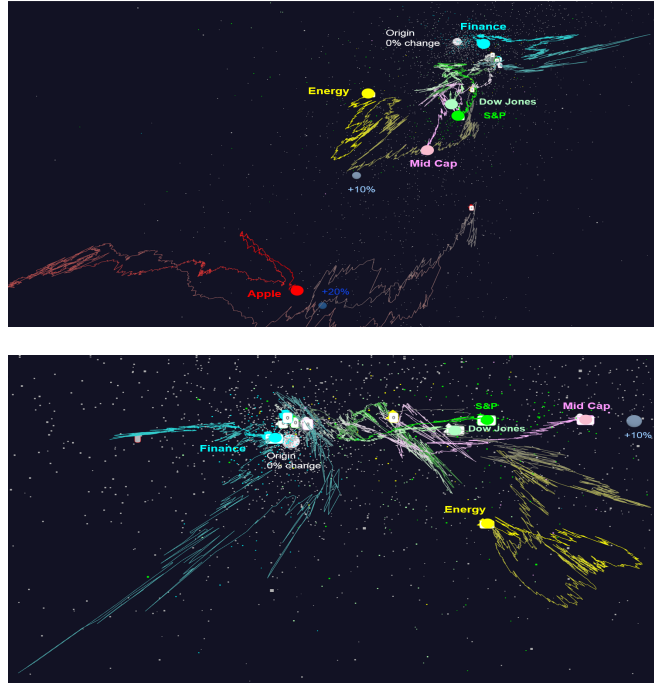 Finance
Origin
0% change
Energy
Dow Jones
S&P
Mid Cap
+10%
Apple
+20%
S&P
Mid Cap
Dow Jones
+10%
Finance
Origin
0% change
Energy